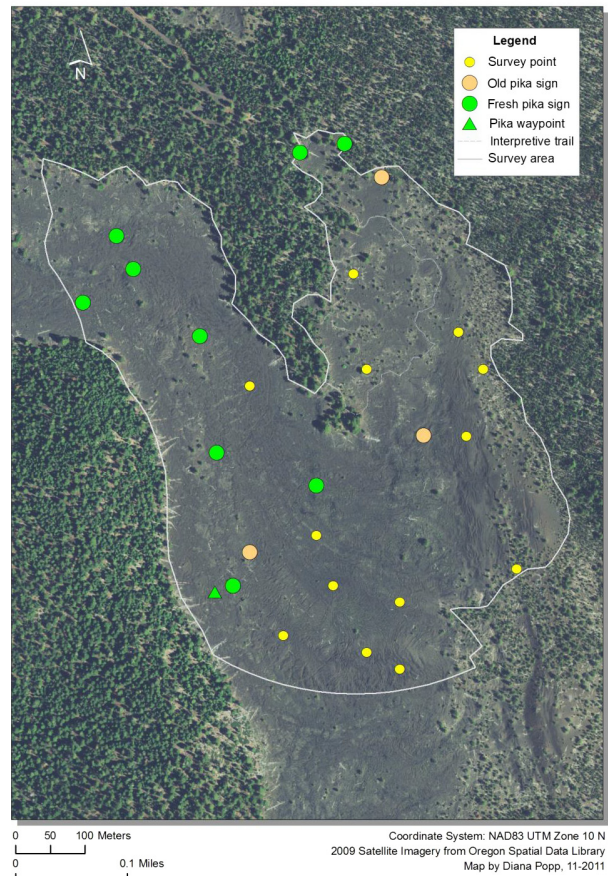 N
Legend
Survey point
Old pika sign
Fresh pika sign
Pika waypoint
Interpretive trail
Survey area
0 50 100 Meters
0 0.1 Miles
Coordinate System: NAD83 UTM Zone 10 N
2009 Satellite Imagery from Oregon Spatial Data Library
Map by Diana Popp, 11-2011